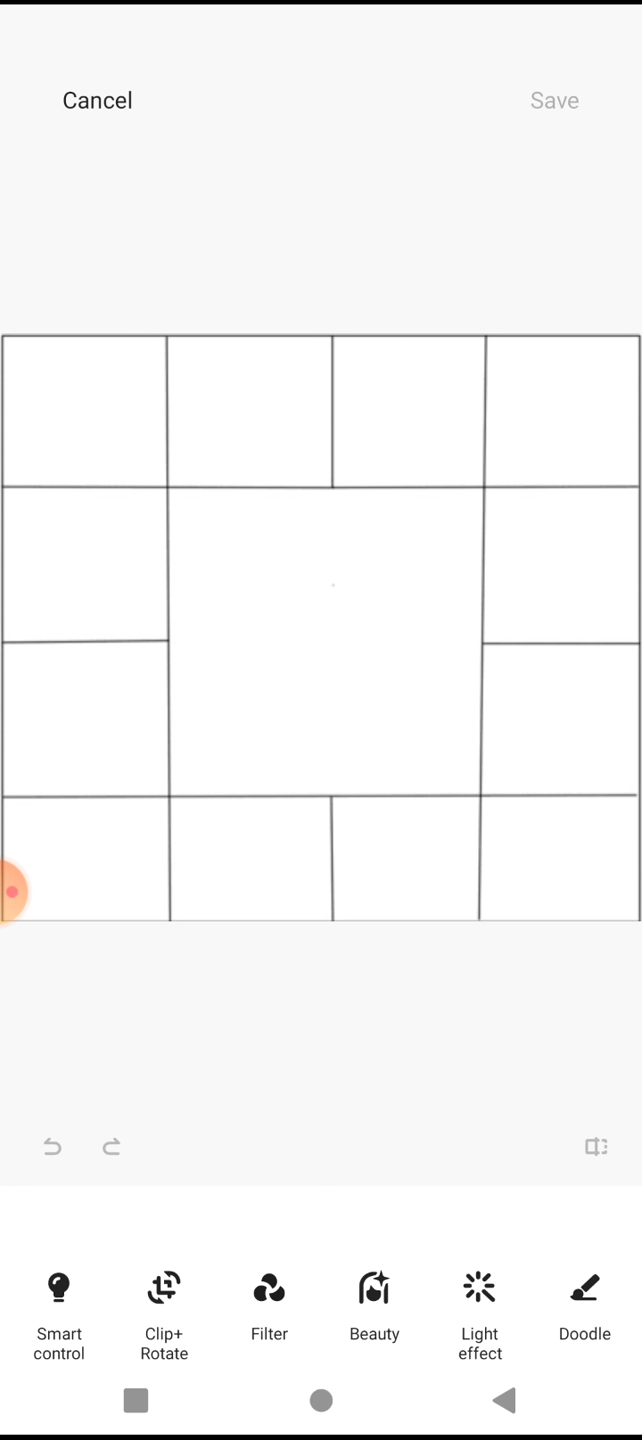 Cancel
Save
Smart control
Clip+ Rotate
Filter
Beauty
Light effect
Doodle